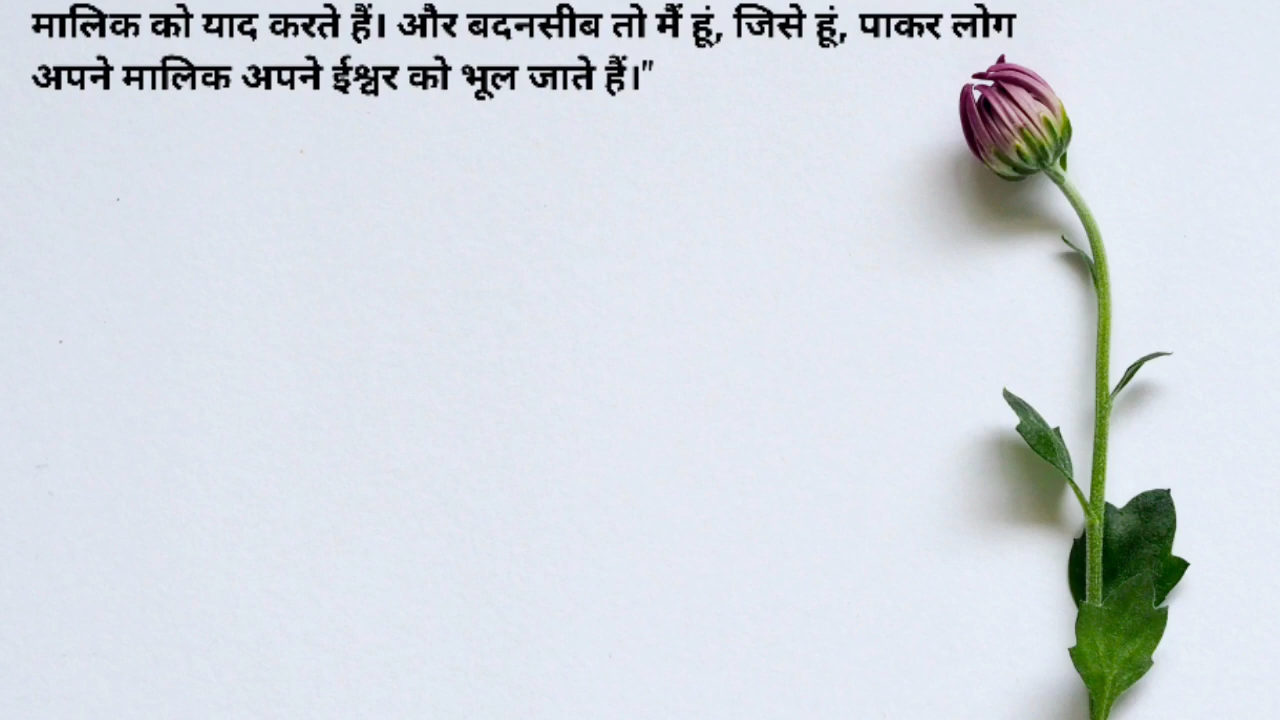 मालिक को याद करते हैं। और बदनसीब तो मैं हूं, जिसे हूं, पाकर लोग
अपने मालिक अपने ईश्वर को भूल जाते हैं।"